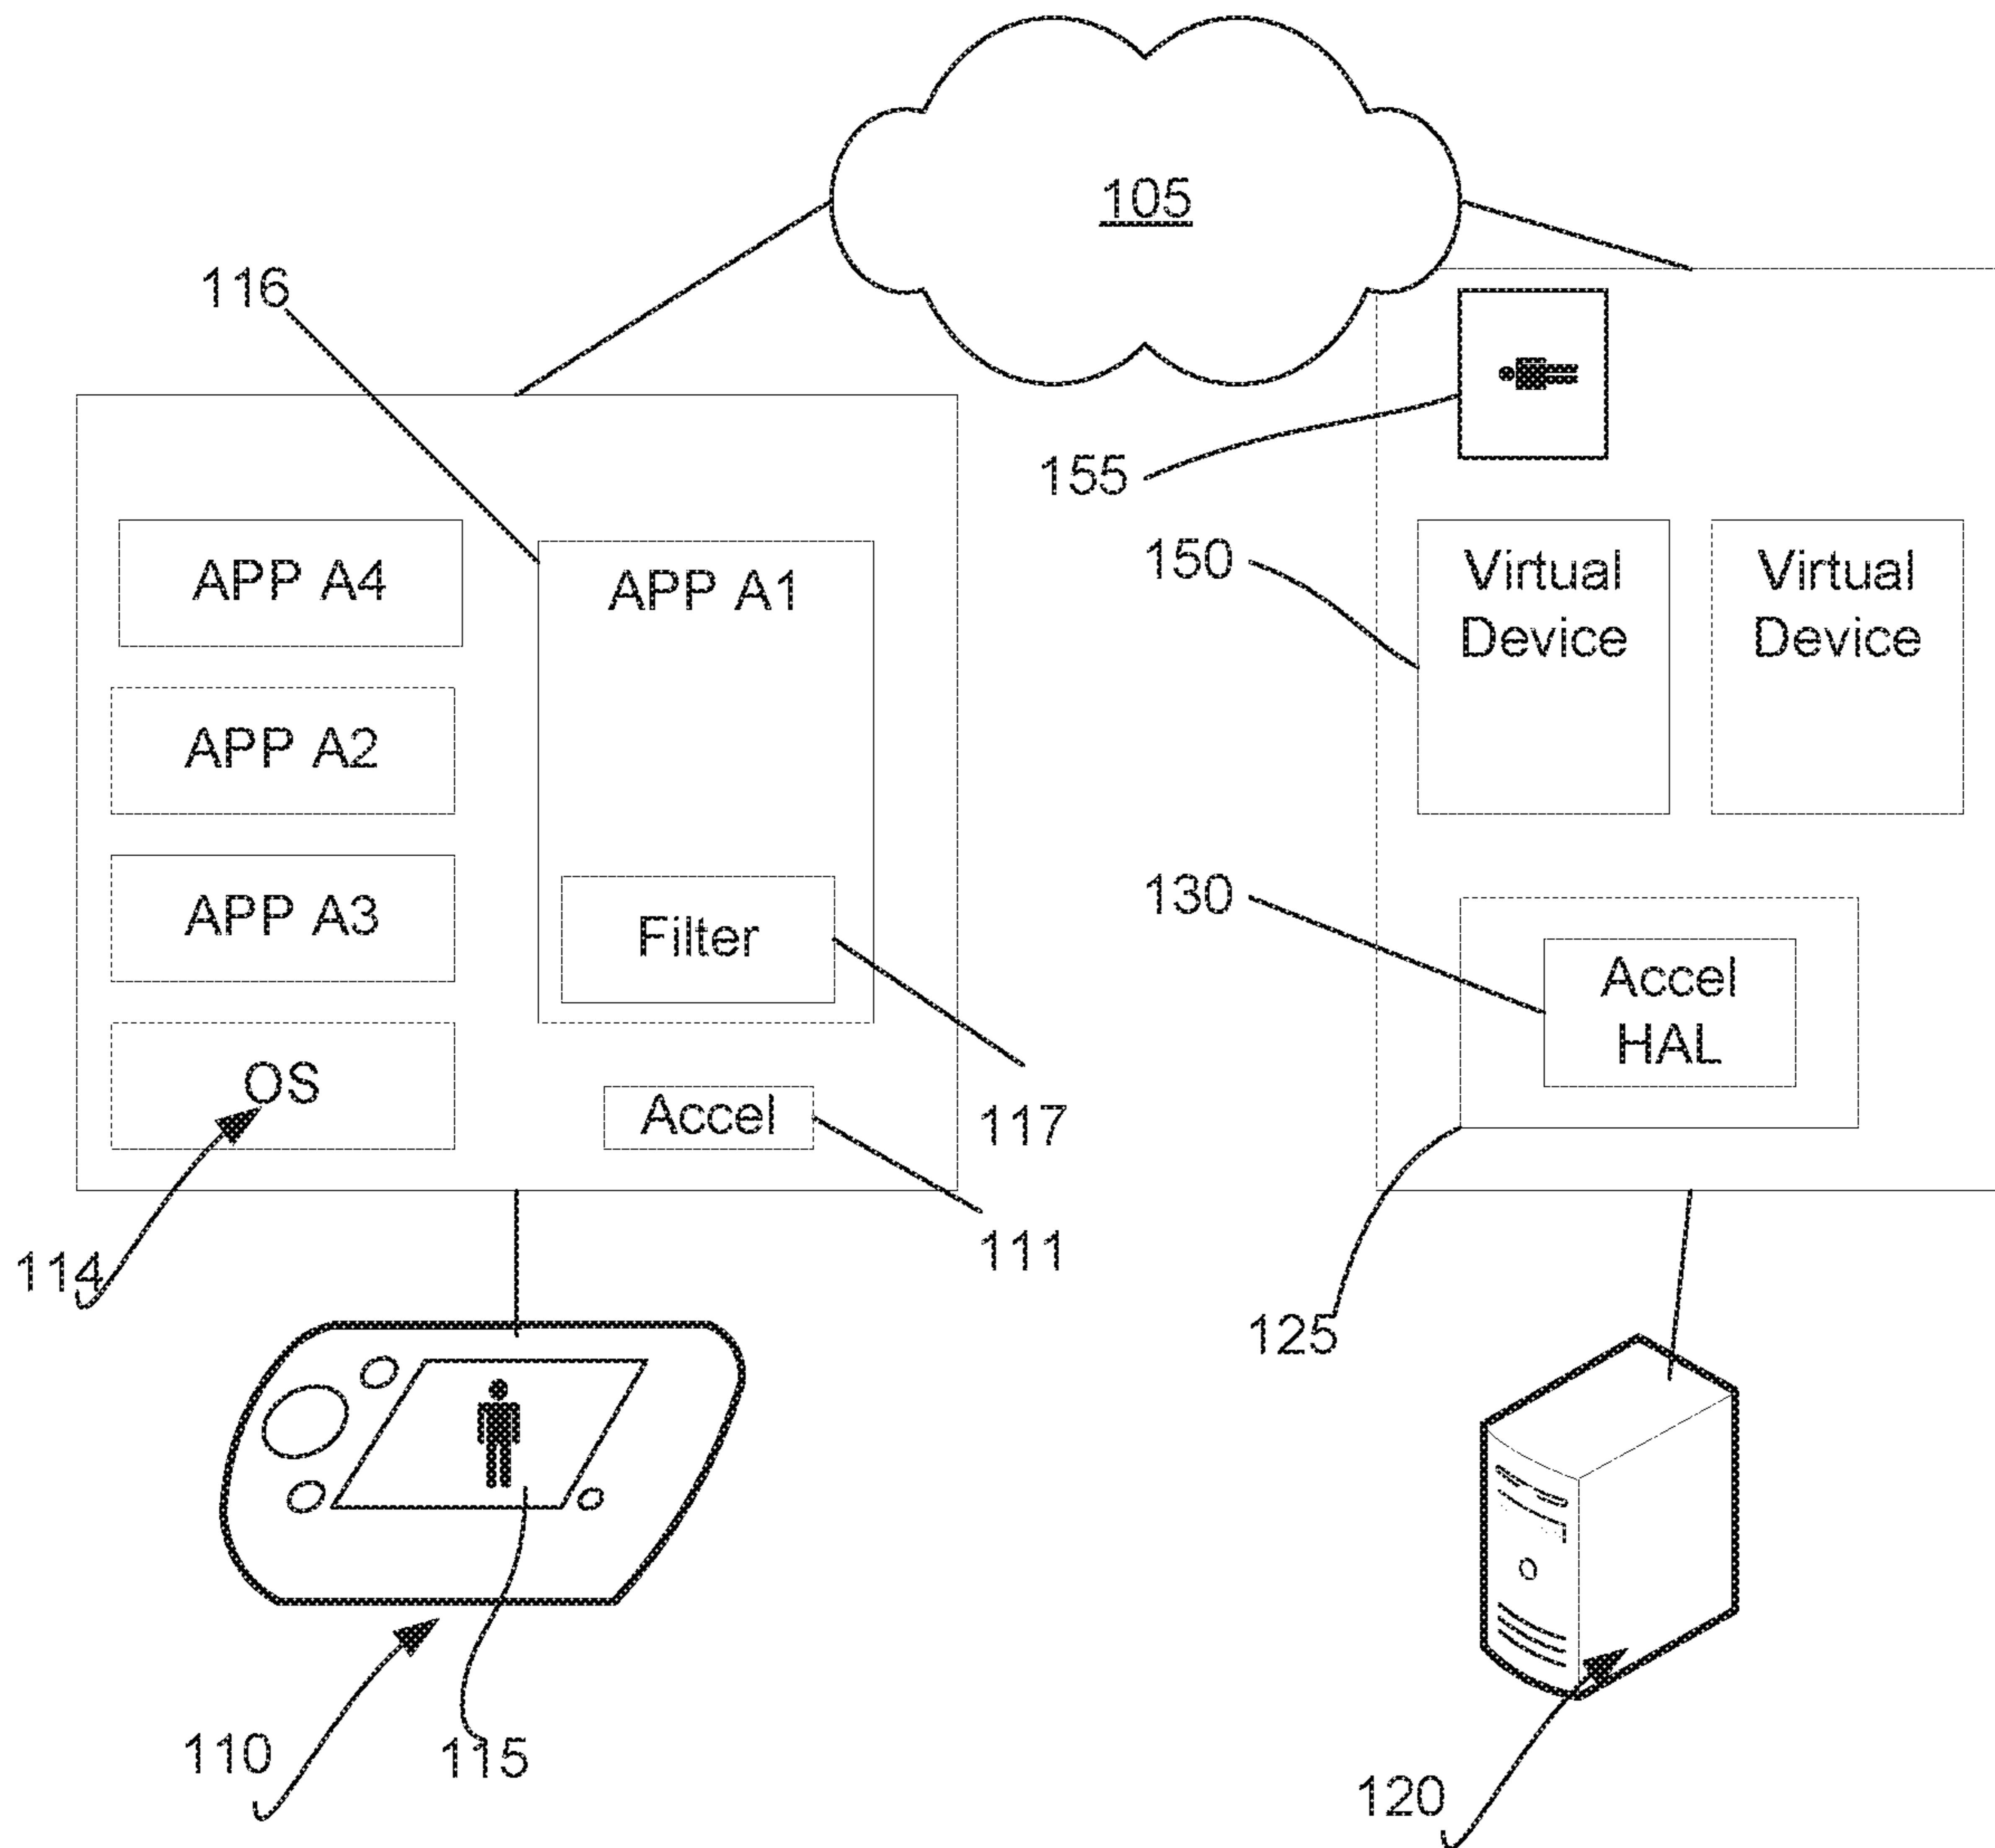 105
116
155
APP A4
APP A1
150
Virtual
Device
Virtual
Device
APP A2
130
APP A3
Filter
Accel
HAL
OS
Accel
117
111
114
125
110
115
120